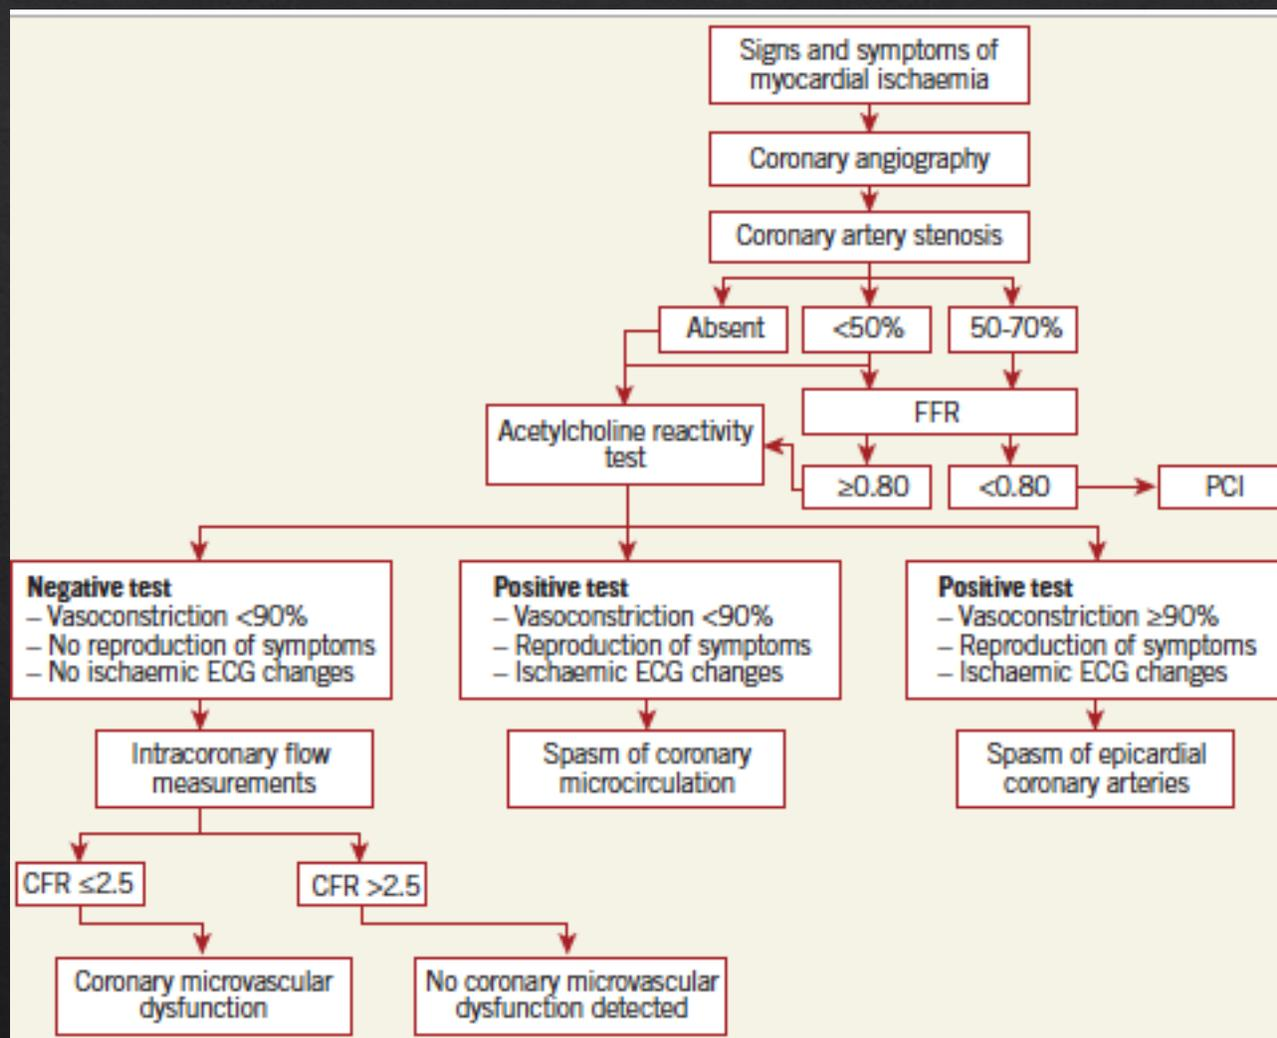 Signs and symptoms of
myocardial ischaemia
Coronary angiography
Coronary artery stenosis
Absent
<50%
50-70%
FFR
Acetylcholine reactivity
test
≥0.80
<0.80
PCI
Negative test
– Vasoconstriction <90%
– No reproduction of symptoms
– No ischaemic ECG changes
Positive test
– Vasoconstriction <90%
– Reproduction of symptoms
– Ischaemic ECG changes
Positive test
– Vasoconstriction ≥90%
– Reproduction of symptoms
– Ischaemic ECG changes
Intracoronary flow
measurements
Spasm of coronary
microcirculation
Spasm of epicardial
coronary arteries
CFR ≤2.5
CFR >2.5
Coronary microvascular
dysfunction
No coronary microvascular
dysfunction detected